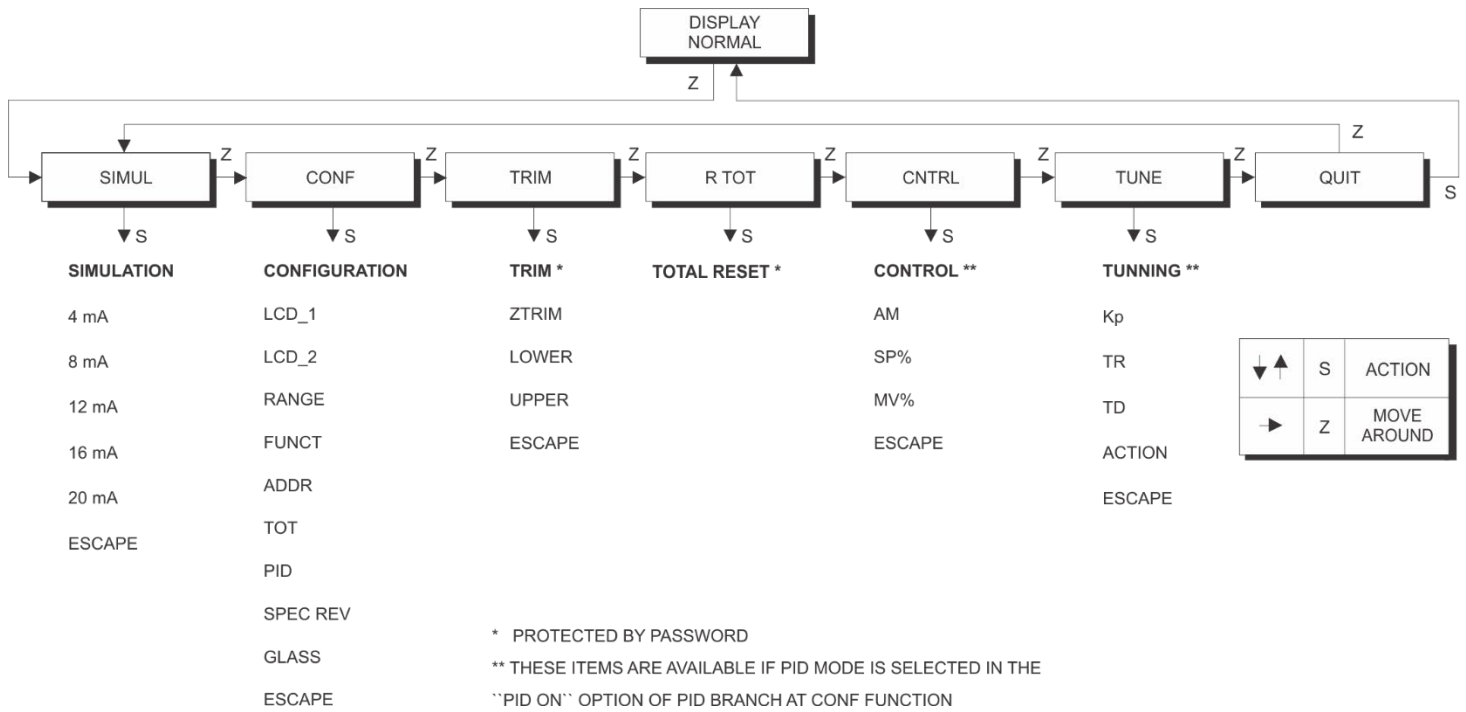 DISPLAY
NORMAL
Z
Z
SIMUL
Z
CONF
Z
TRIM
Z
R TOT
Z
CNTRL
Z
TUNE
Z
QUIT
S
S
S
S
S
S
S
SIMULATION
4 mA
8 mA
12 mA
16 mA
20 mA
ESCAPE
CONFIGURATION
LCD_1
LCD_2
RANGE
FUNCT
ADDR
TOT
PID
SPEC REV
GLASS
ESCAPE
TRIM *
ZTRIM
LOWER
UPPER
ESCAPE
TOTAL RESET *
CONTROL **
AM
SP%
MV%
ESCAPE
TUNNING **
Kp
TR
TD
ACTION
ESCAPE
S ACTION
Z MOVE
AROUND
* PROTECTED BY PASSWORD
** THESE ITEMS ARE AVAILABLE IF PID MODE IS SELECTED IN THE
``PID ON`` OPTION OF PID BRANCH AT CONF FUNCTION